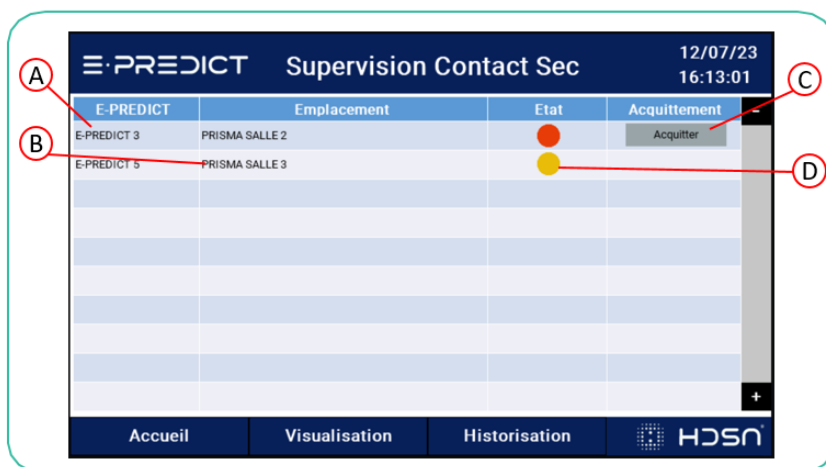 E·PREDICT Supervision Contact Sec 12/07/23
16:13:01
A
B
C
D
E-PREDICT Emplacement Etat Acquittement -
E-PREDICT 3 PRISMA SALLE 2 Acquitter
E-PREDICT 5 PRISMA SALLE 3
+
Accueil Visualisation Historisation HDSN